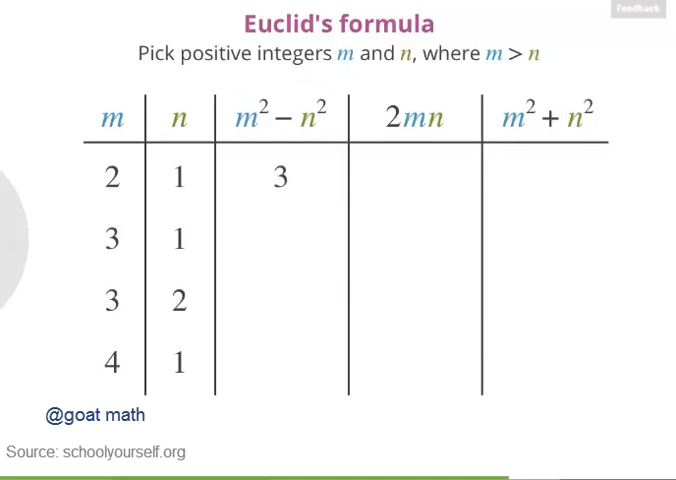 Feedback
Euclid's formula
Pick positive integers m and n, where m > n
m n m² − n² 2mn m² + n²
2 1 3
3 1
3 2
4 1
@goat math
Source: schoolyourself.org